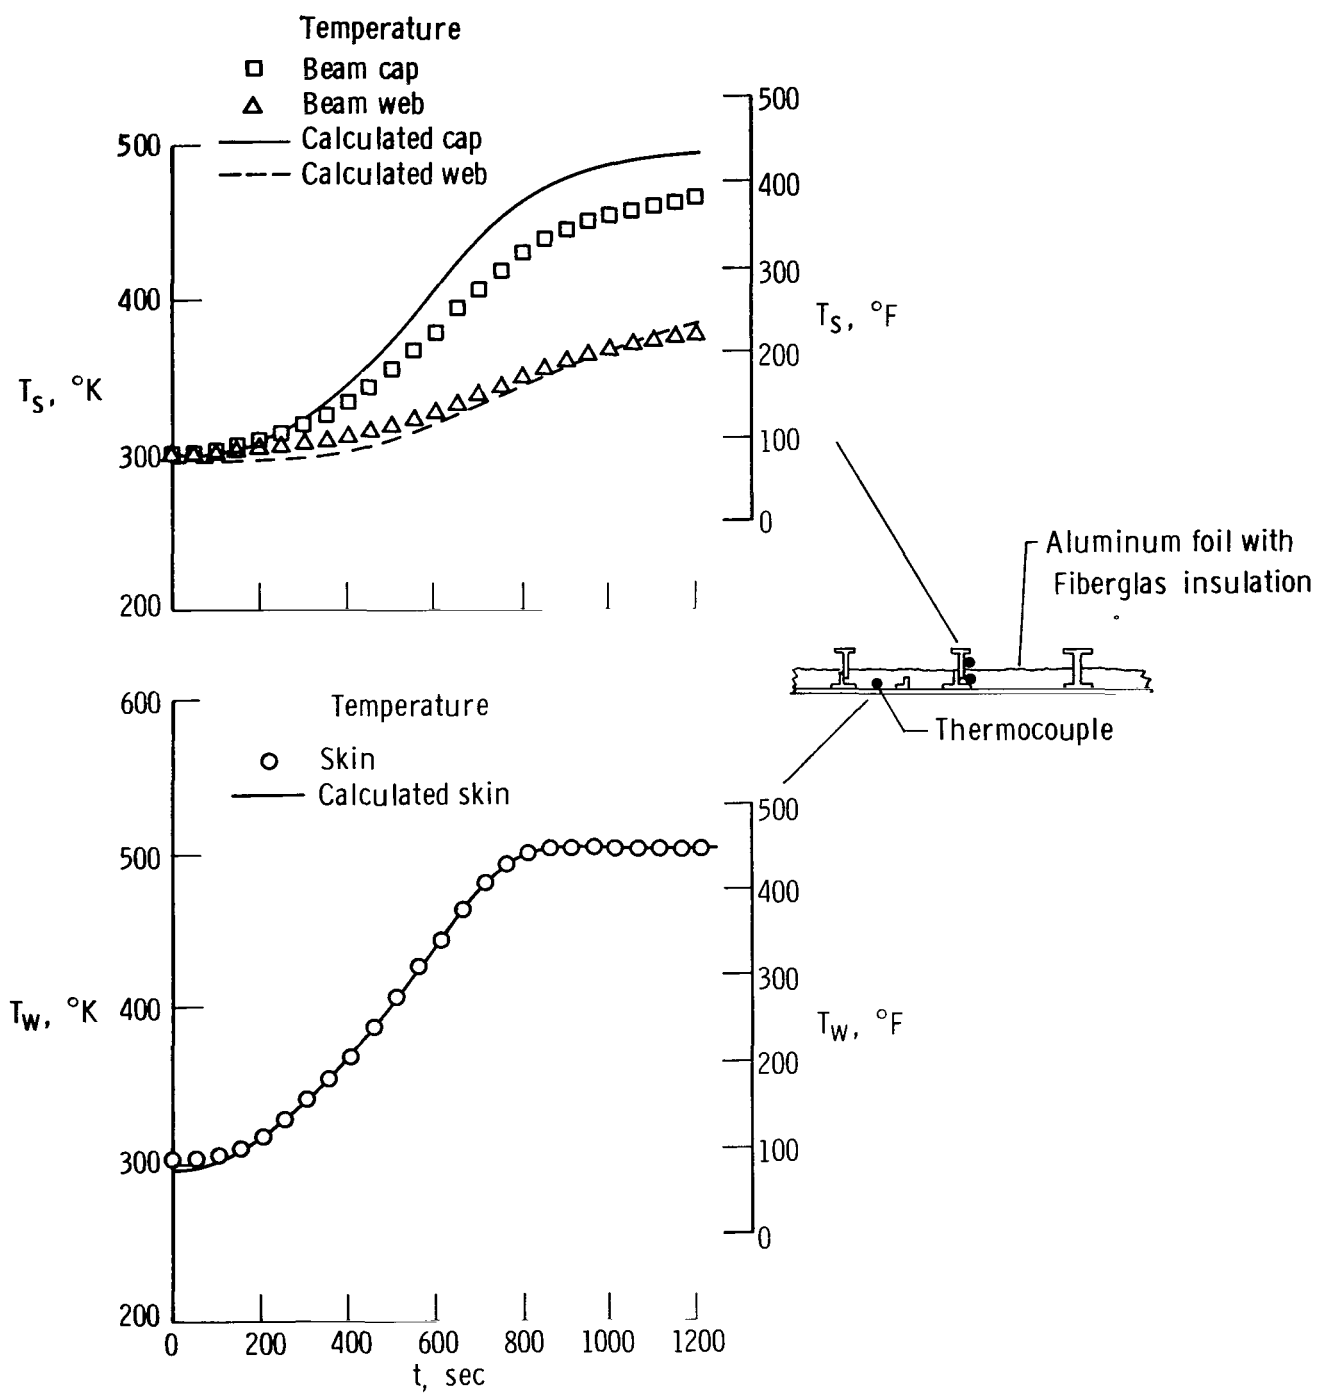 Temperature
Beam cap
Beam web
Calculated cap
Calculated web
500
400
300
200
T_S, °K
500
400
300
200
100
0
T_S, °F
Aluminum foil with
Fiberglas insulation
Thermocouple
Temperature
Skin
Calculated skin
600
500
400
300
200
T_W, °K
500
400
300
200
100
0
T_W, °F
0 200 400 600 800 1000 1200
t, sec